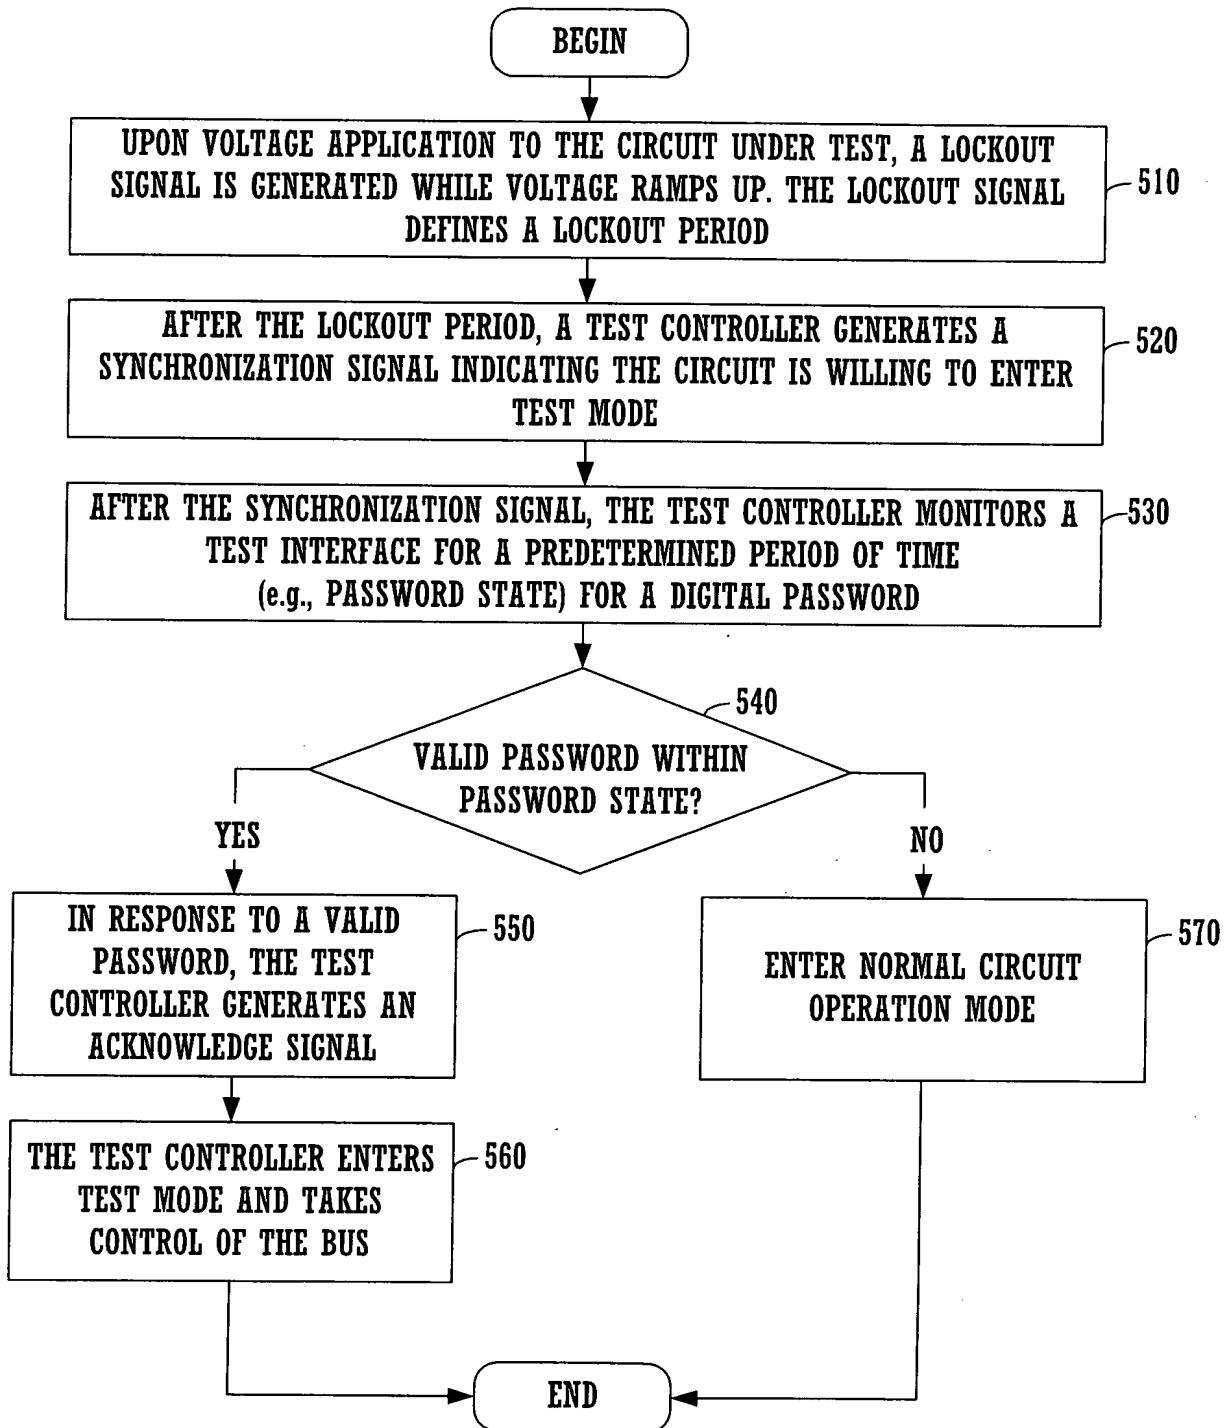 BEGIN
UPON VOLTAGE APPLICATION TO THE CIRCUIT UNDER TEST, A LOCKOUT
SIGNAL IS GENERATED WHILE VOLTAGE RAMPS UP. THE LOCKOUT SIGNAL
DEFINES A LOCKOUT PERIOD
510
AFTER THE LOCKOUT PERIOD, A TEST CONTROLLER GENERATES A
SYNCHRONIZATION SIGNAL INDICATING THE CIRCUIT IS WILLING TO ENTER
TEST MODE
520
AFTER THE SYNCHRONIZATION SIGNAL, THE TEST CONTROLLER MONITORS A
TEST INTERFACE FOR A PREDETERMINED PERIOD OF TIME
(e.g., PASSWORD STATE) FOR A DIGITAL PASSWORD
530
540
VALID PASSWORD WITHIN
PASSWORD STATE?
YES
NO
IN RESPONSE TO A VALID
PASSWORD, THE TEST
CONTROLLER GENERATES AN
ACKNOWLEDGE SIGNAL
550
ENTER NORMAL CIRCUIT
OPERATION MODE
570
THE TEST CONTROLLER ENTERS
TEST MODE AND TAKES
CONTROL OF THE BUS
560
END